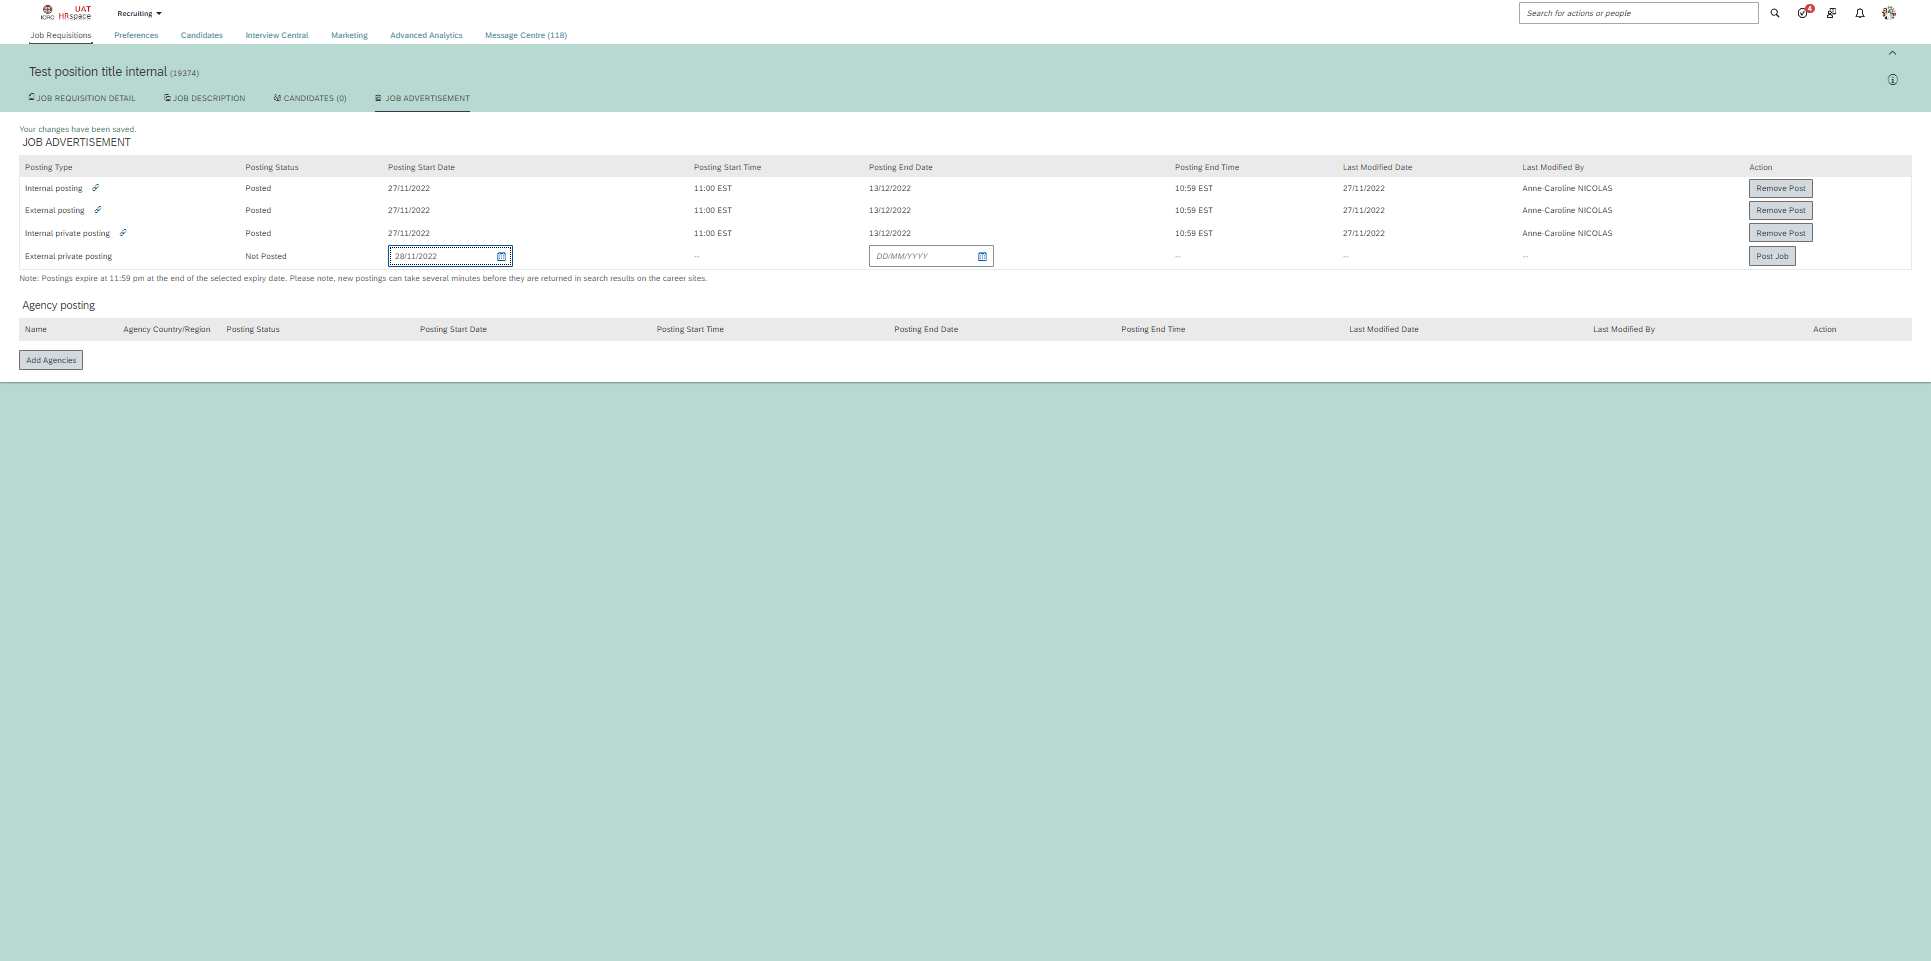 UAT
ICRC HRspace
Recruiting
Search for actions or people
4
Job Requisitions Preferences Candidates Interview Central Marketing Advanced Analytics Message Centre (118)
Test position title internal (19374)
JOB REQUISITION DETAIL JOB DESCRIPTION CANDIDATES (0) JOB ADVERTISEMENT
Your changes have been saved.
JOB ADVERTISEMENT
Posting Type Posting Status Posting Start Date Posting Start Time Posting End Date Posting End Time Last Modified Date Last Modified By Action
Internal posting Posted 27/11/2022 11:00 EST 13/12/2022 10:59 EST 27/11/2022 Anne-Caroline NICOLAS Remove Post
External posting Posted 27/11/2022 11:00 EST 13/12/2022 10:59 EST 27/11/2022 Anne-Caroline NICOLAS Remove Post
Internal private posting Posted 27/11/2022 11:00 EST 13/12/2022 10:59 EST 27/11/2022 Anne-Caroline NICOLAS Remove Post
External private posting Not Posted 28/11/2022 -- DD/MM/YYYY -- -- -- Post Job
Note: Postings expire at 11:59 pm at the end of the selected expiry date. Please note, new postings can take several minutes before they are returned in search results on the career sites.
Agency posting
Name Agency Country/Region Posting Status Posting Start Date Posting Start Time Posting End Date Posting End Time Last Modified Date Last Modified By Action
Add Agencies